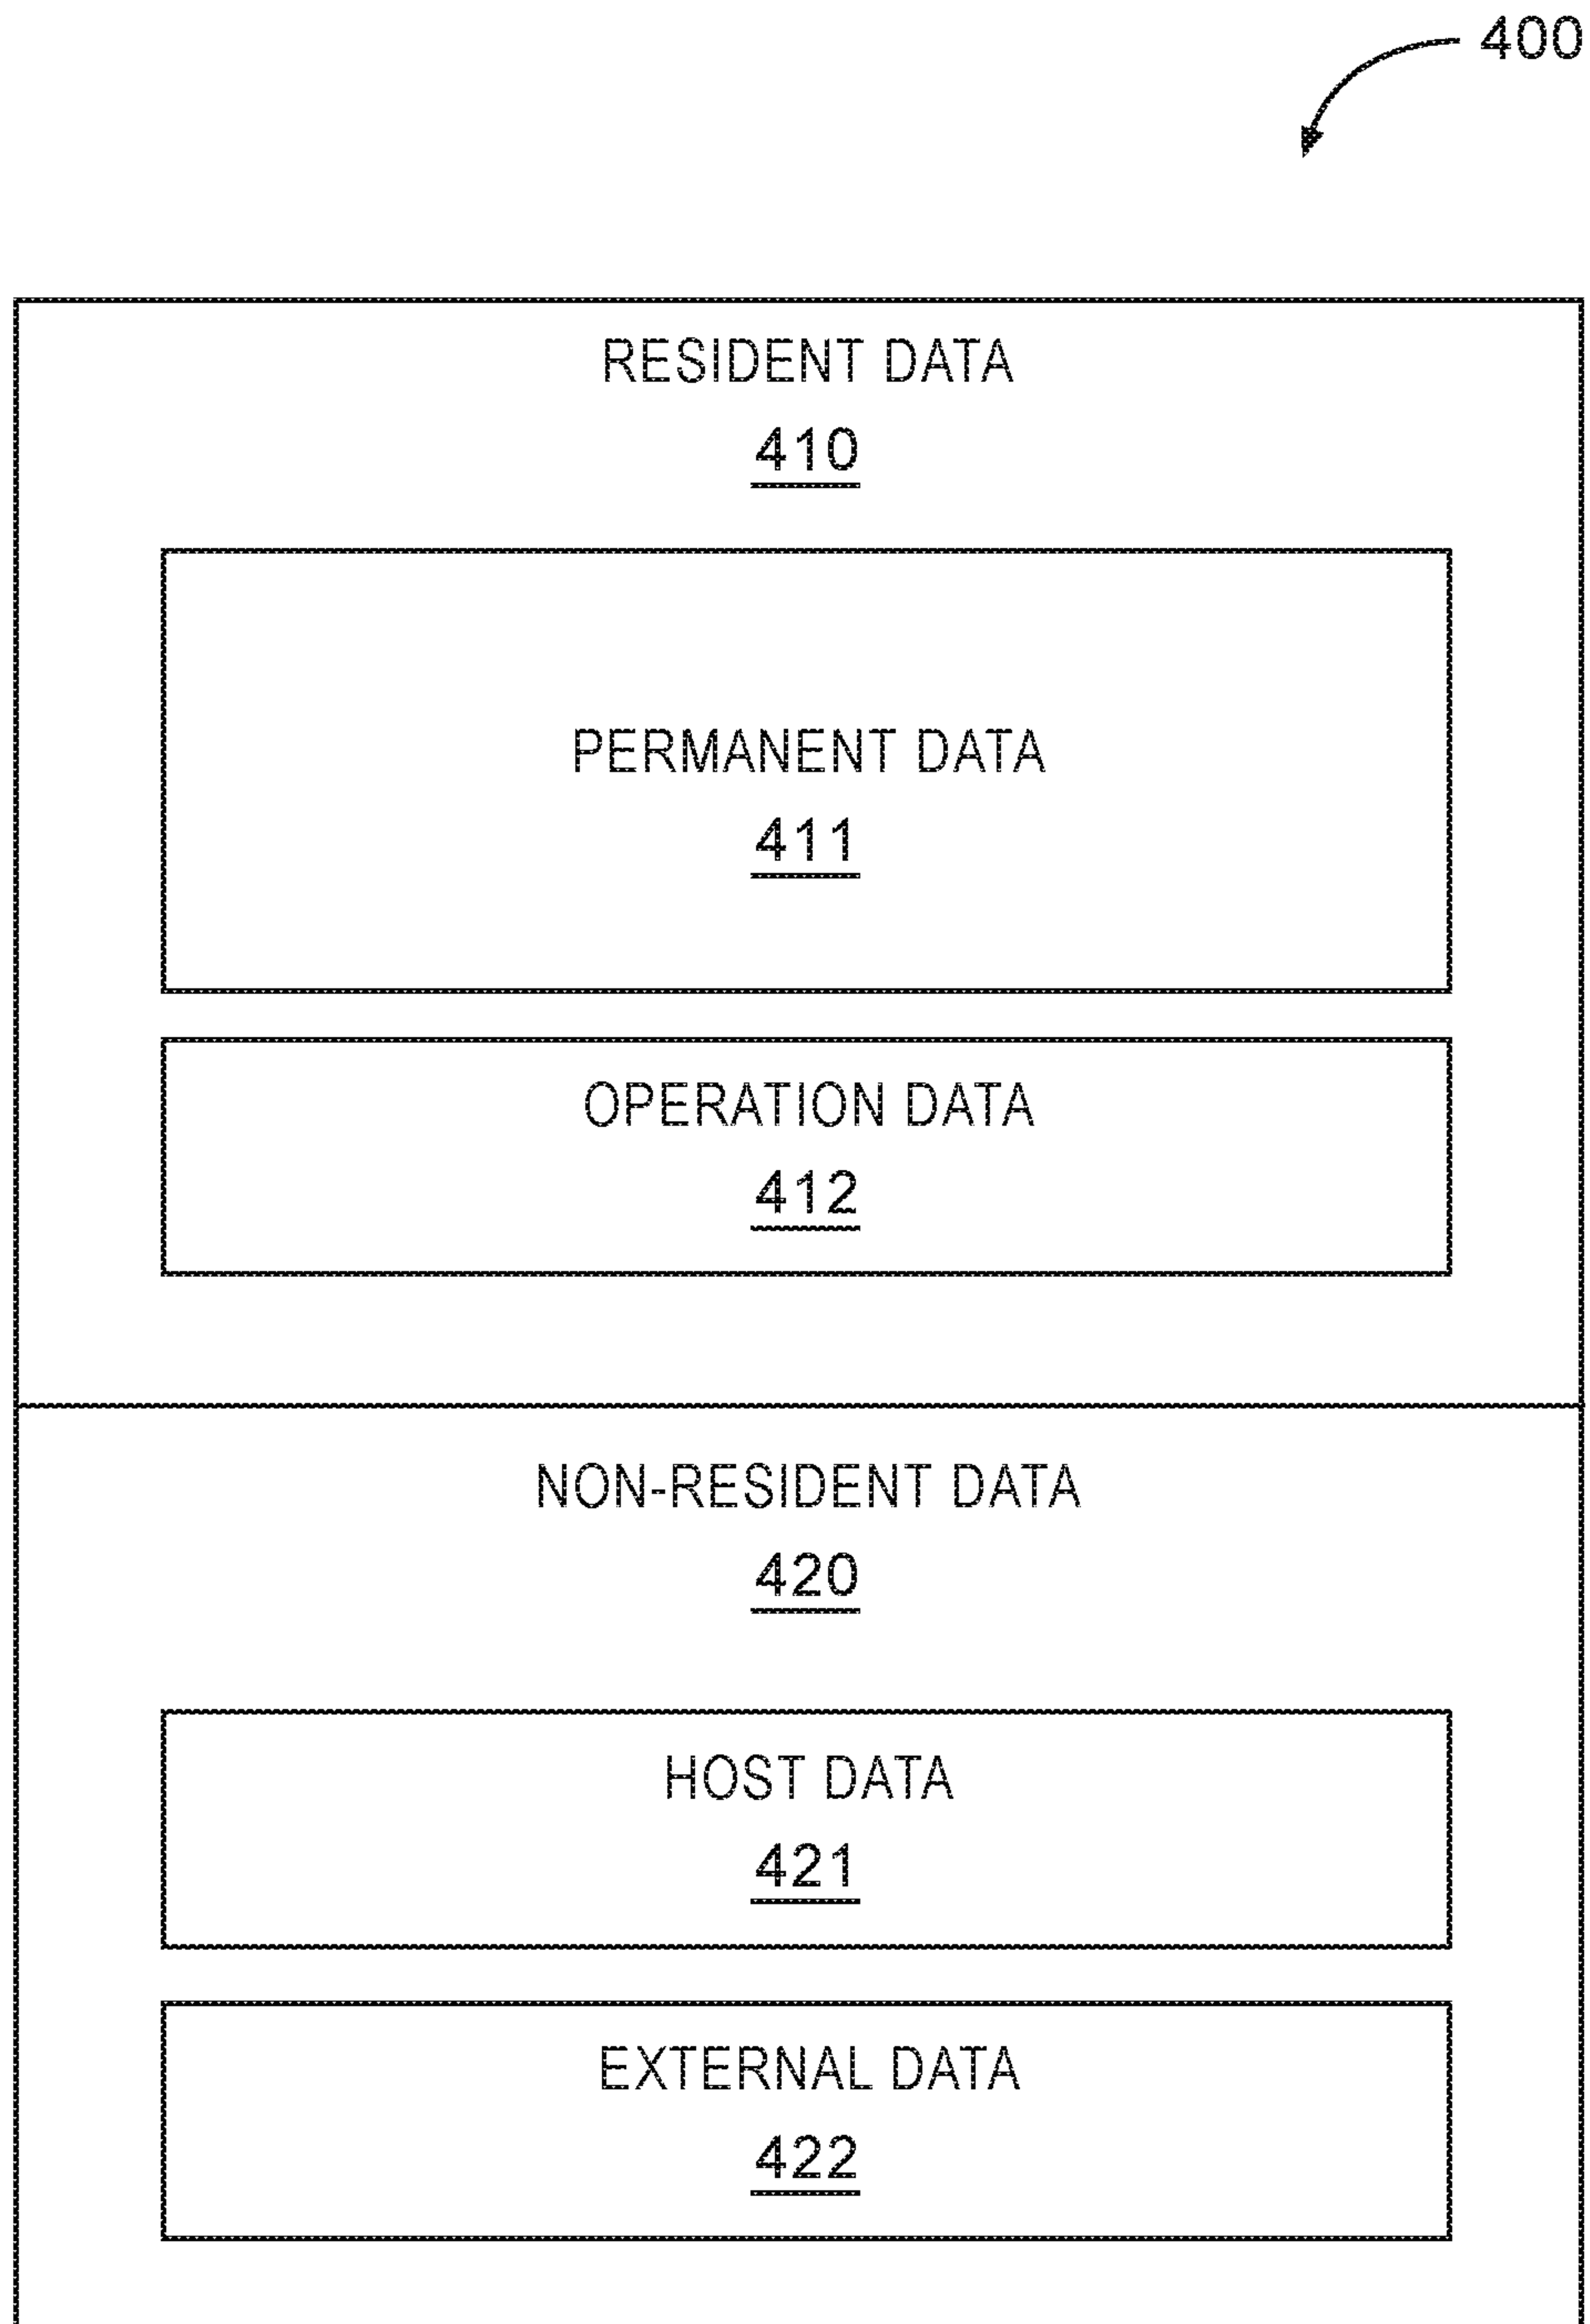 400
RESIDENT DATA
410
PERMANENT DATA
411
OPERATION DATA
412
NON-RESIDENT DATA
420
HOST DATA
421
EXTERNAL DATA
422